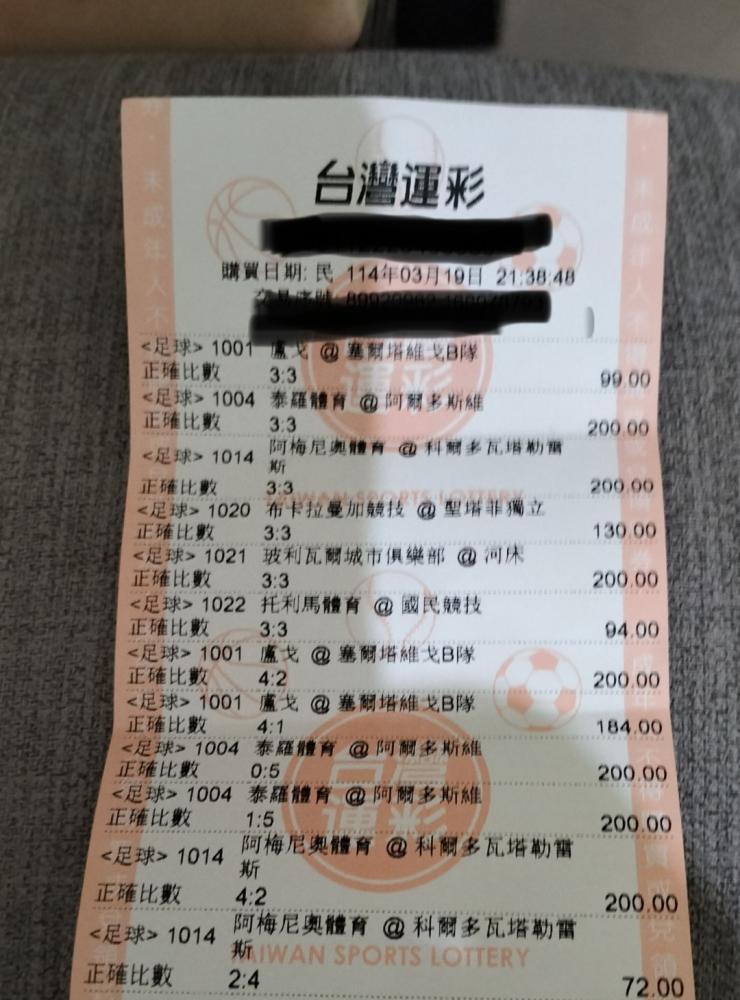 台灣運彩
購買日期: 民 114年03月19日 21:38:48
<足球> 1001 盧戈 @ 塞爾塔維戈B隊
正確比數 3:3 99.00
<足球> 1004 泰羅體育 @ 阿爾多斯維
正確比數 3:3 200.00
<足球> 1014 阿梅尼奧體育 @ 科爾多瓦塔勒雷
斯
正確比數 3:3 200.00
<足球> 1020 布卡拉曼加競技 @ 聖塔菲獨立
正確比數 3:3 130.00
<足球> 1021 玻利瓦爾城市俱樂部 @ 河床
正確比數 3:3 200.00
<足球> 1022 托利馬體育 @ 國民競技
正確比數 3:3 94.00
<足球> 1001 盧戈 @ 塞爾塔維戈B隊
正確比數 4:2 200.00
<足球> 1001 盧戈 @ 塞爾塔維戈B隊
正確比數 4:1 184.00
<足球> 1004 泰羅體育 @ 阿爾多斯維
正確比數 0:5 200.00
<足球> 1004 泰羅體育 @ 阿爾多斯維
正確比數 1:5 200.00
<足球> 1014 阿梅尼奧體育 @ 科爾多瓦塔勒雷
斯
正確比數 4:2 200.00
<足球> 1014 阿梅尼奧體育 @ 科爾多瓦塔勒雷
斯
TAIWAN SPORTS LOTTERY
正確比數 2:4 72.00